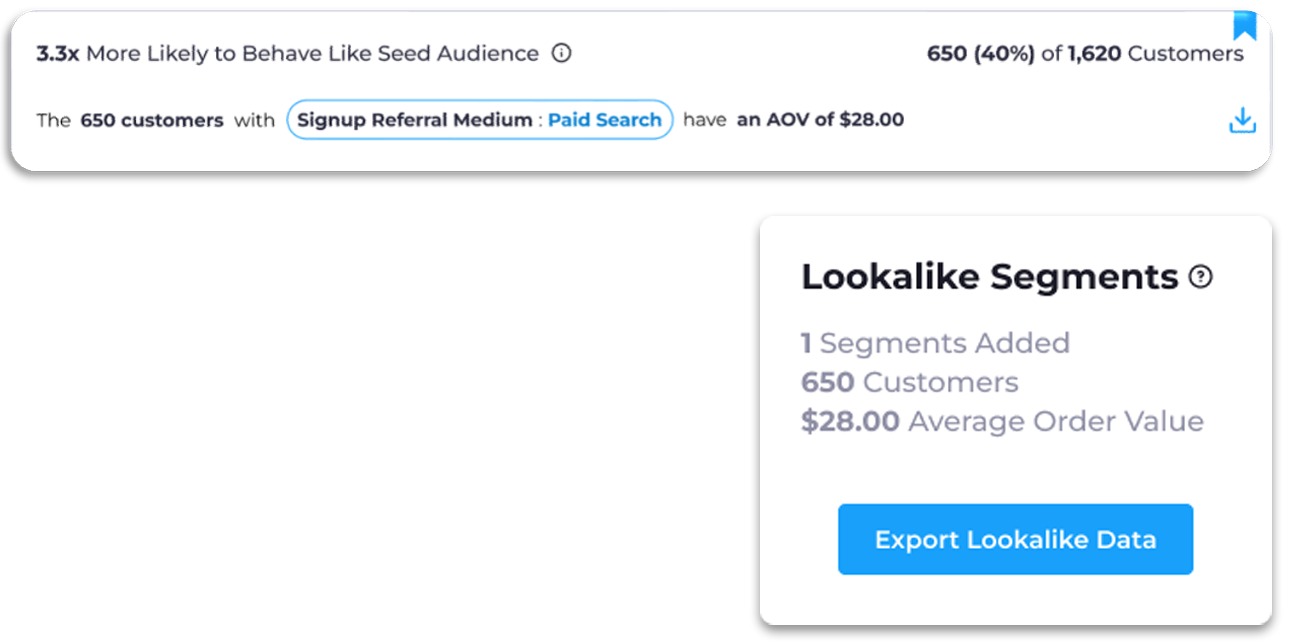 3.3x More Likely to Behave Like Seed Audience
650 (40%) of 1,620 Customers
The 650 customers with Signup Referral Medium : Paid Search have an AOV of $28.00
Lookalike Segments
1 Segments Added
650 Customers
$28.00 Average Order Value
Export Lookalike Data